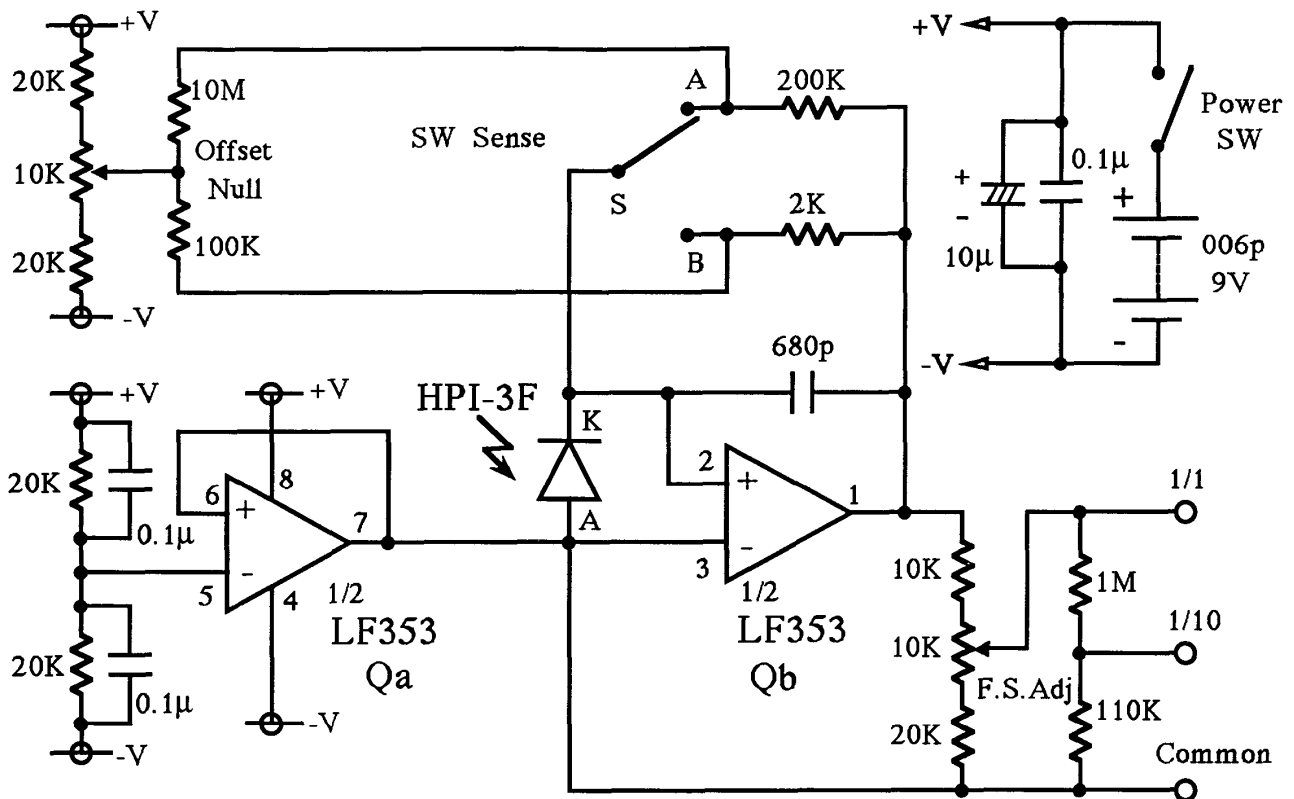 +V
20K
10M
10K
Offset
Null
20K
100K
-V
SW Sense
A
S
B
200K
2K
+V
Power
SW
0.1μ
+
-
10μ
+
006p
9V
-
-V
+V
20K
0.1μ
20K
0.1μ
-V
+V
8
6
+
-
5
4
7
1/2
LF353
Qa
-V
HPI-3F
K
A
680p
2
+
-
3
1
1/2
LF353
Qb
10K
10K
F.S.Adj
20K
1/1
1M
1/10
110K
Common